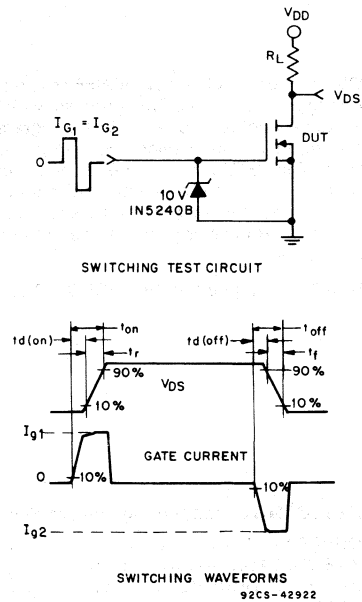 VDD
RL
VDS
IG1 = IG2
DUT
0
10 V
IN5240B
SWITCHING TEST CIRCUIT
ton
toff
td(on)
td(off)
tr
tf
90%
90%
VDS
10%
10%
Ig1
GATE CURRENT
0
10%
10%
Ig2
SWITCHING WAVEFORMS
92CS-42922